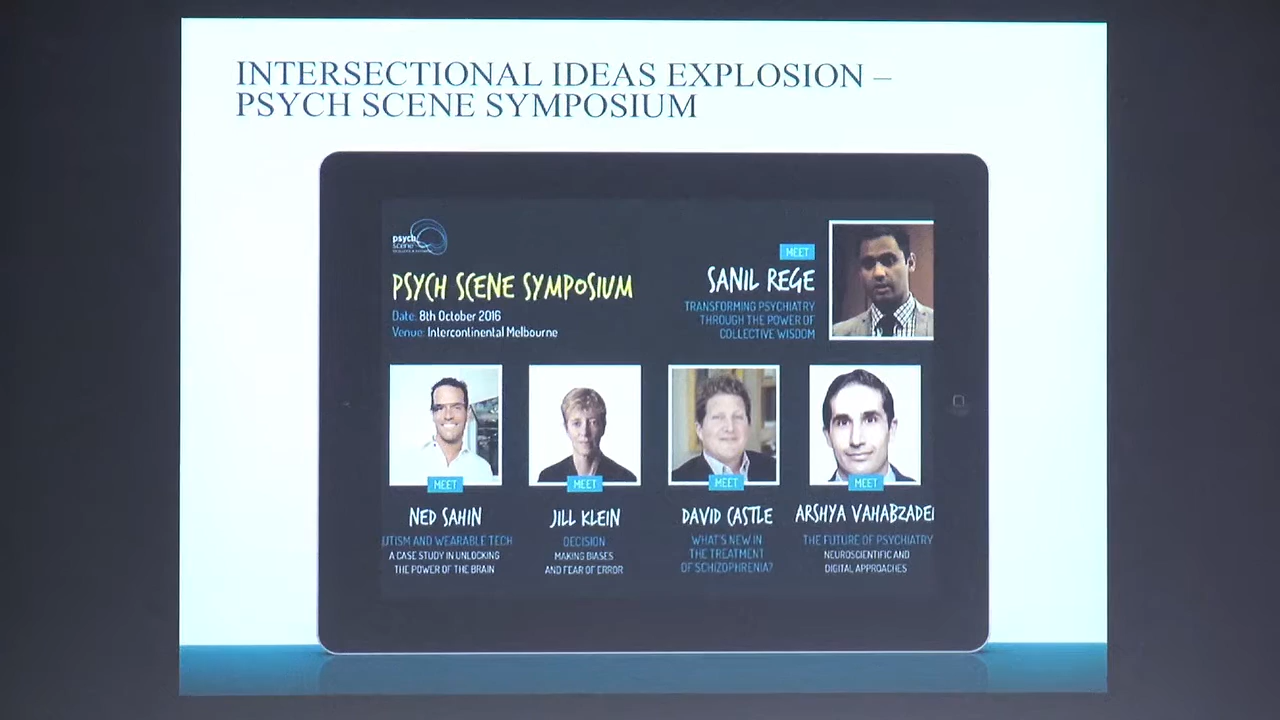 INTERSECTIONAL IDEAS EXPLOSION –
PSYCH SCENE SYMPOSIUM
psych
scene
PSYCH SCENE SYMPOSIUM
Date: 8th October 2016
Venue: Intercontinental Melbourne
MEET
SANIL REGE
TRANSFORMING PSYCHIATRY
THROUGH THE POWER OF
COLLECTIVE WISDOM
MEET
NED SAHIN
UTISM AND WEARABLE TECH
A CASE STUDY IN UNLOCKING
THE POWER OF THE BRAIN
MEET
JILL KLEIN
DECISION
MAKING BIASES
AND FEAR OF ERROR
MEET
DAVID CASTLE
WHAT'S NEW IN
THE TREATMENT
OF SCHIZOPHRENIA?
MEET
ARSHYA VAHABZADE
THE FUTURE OF PSYCHIATRY
NEUROSCIENTIFIC AND
DIGITAL APPROACHES